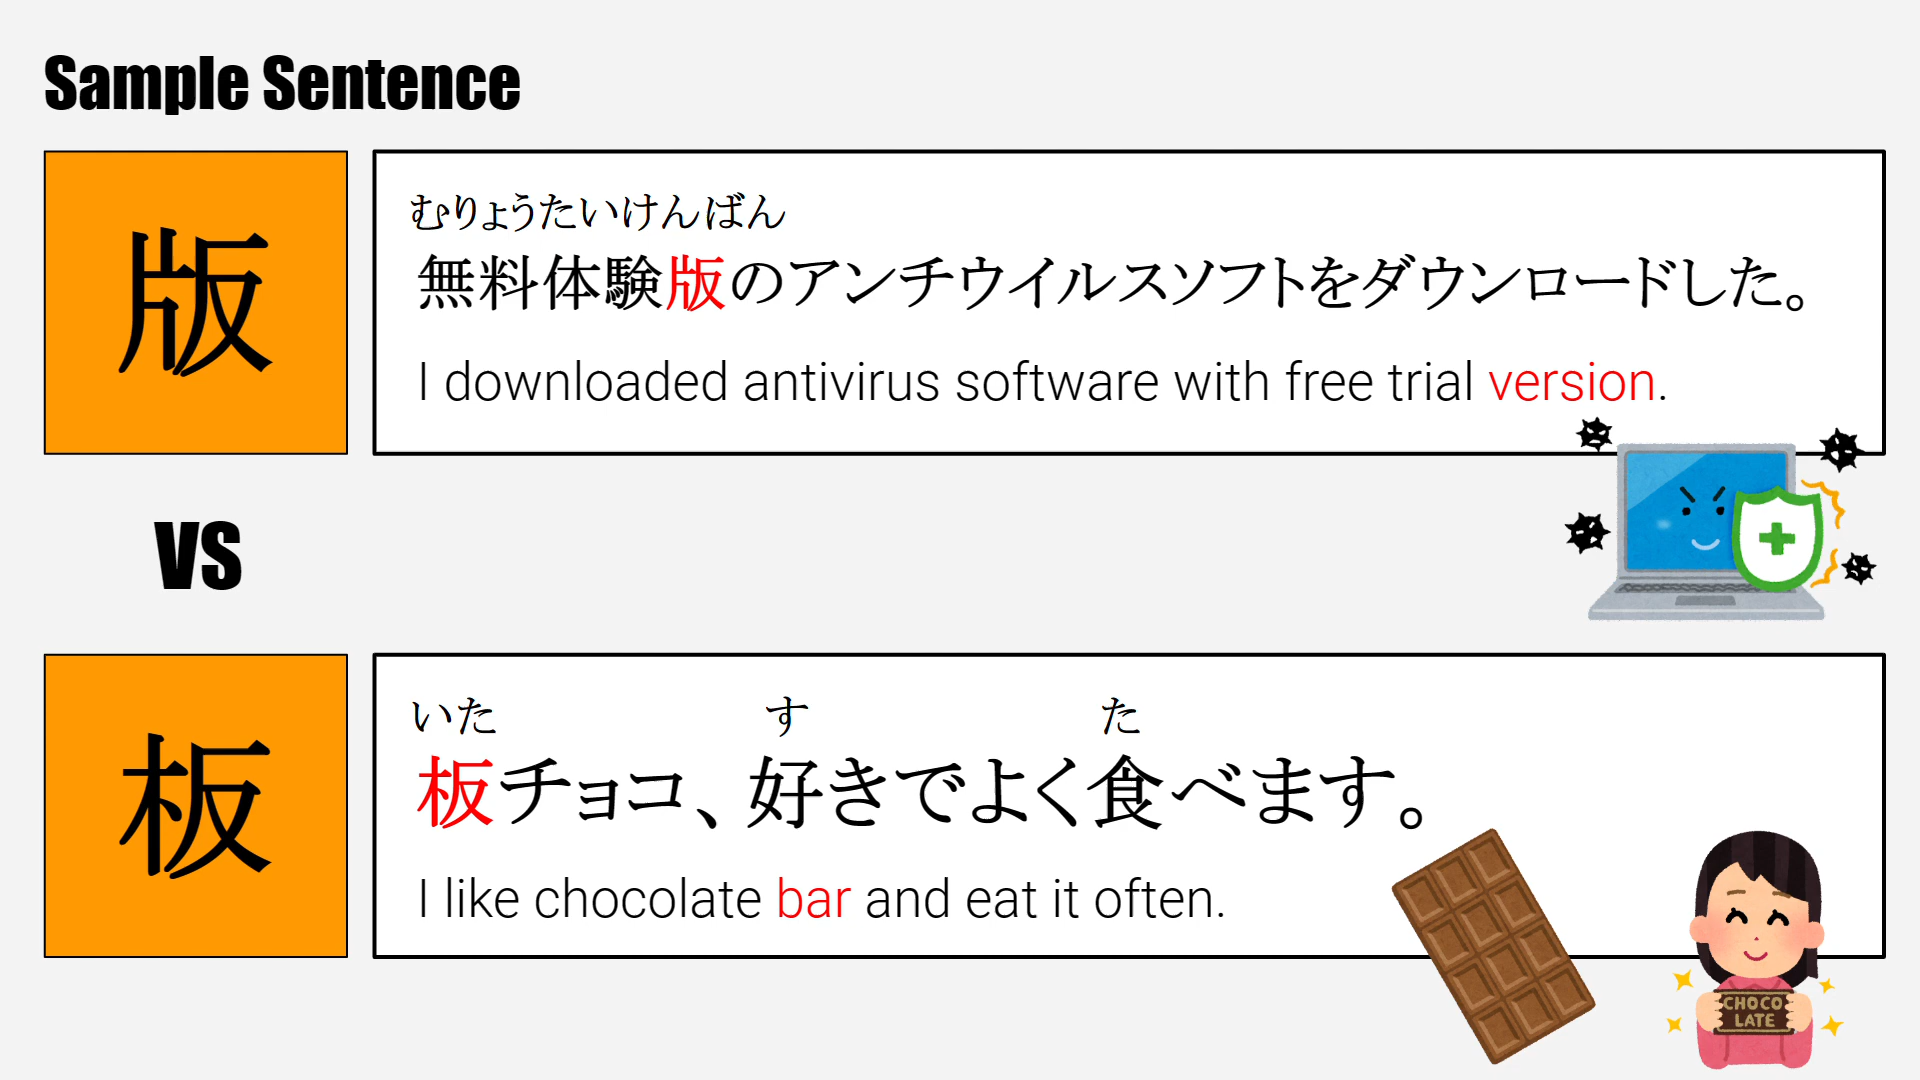 Sample Sentence
版
むりょうたいけんばん
無料体験版のアンチウイルスソフトをダウンロードした。
I downloaded antivirus software with free trial version.
VS
板
いた す た
板チョコ、好きでよく食べます。
I like chocolate bar and eat it often.
CHOCO
LATE